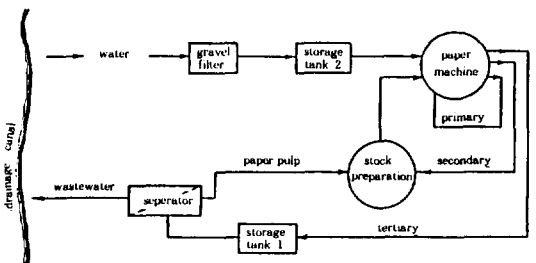 water
gravel
filter
storage
tank 2
paper
machine
primary
drainage canal
paper pulp
stock
preparation
secondary
wastewater
seperator
storage
tank 1
tertiary